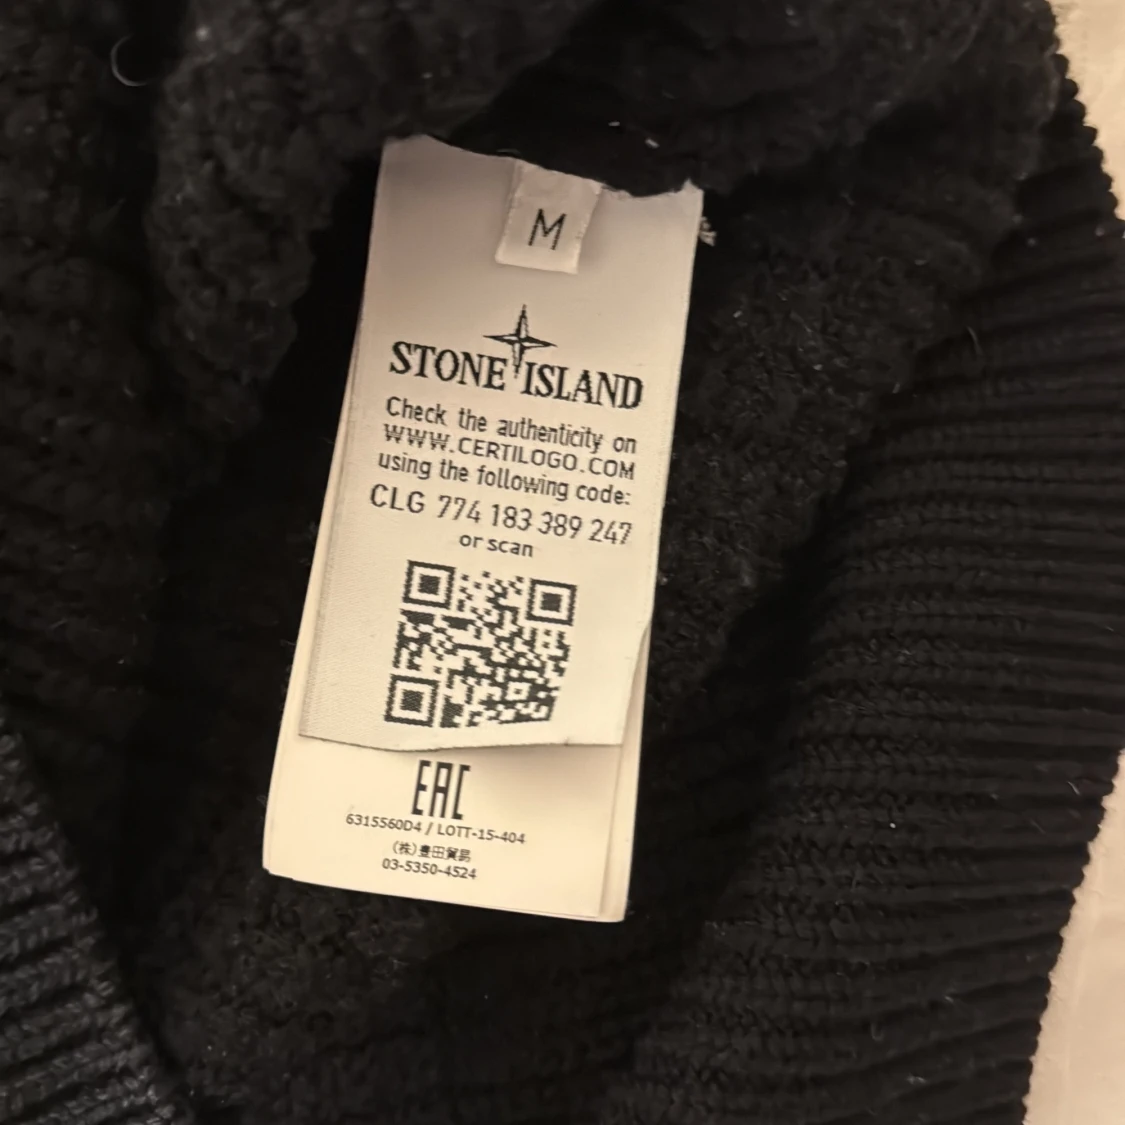 M
STONE ISLAND
Check the authenticity on
WWW.CERTILOGO.COM
using the following code:
CLG 774 183 389 247
or scan
EAC
6315560D4 / LOTT-15-404
(株)豊田貿易
03-5350-4524